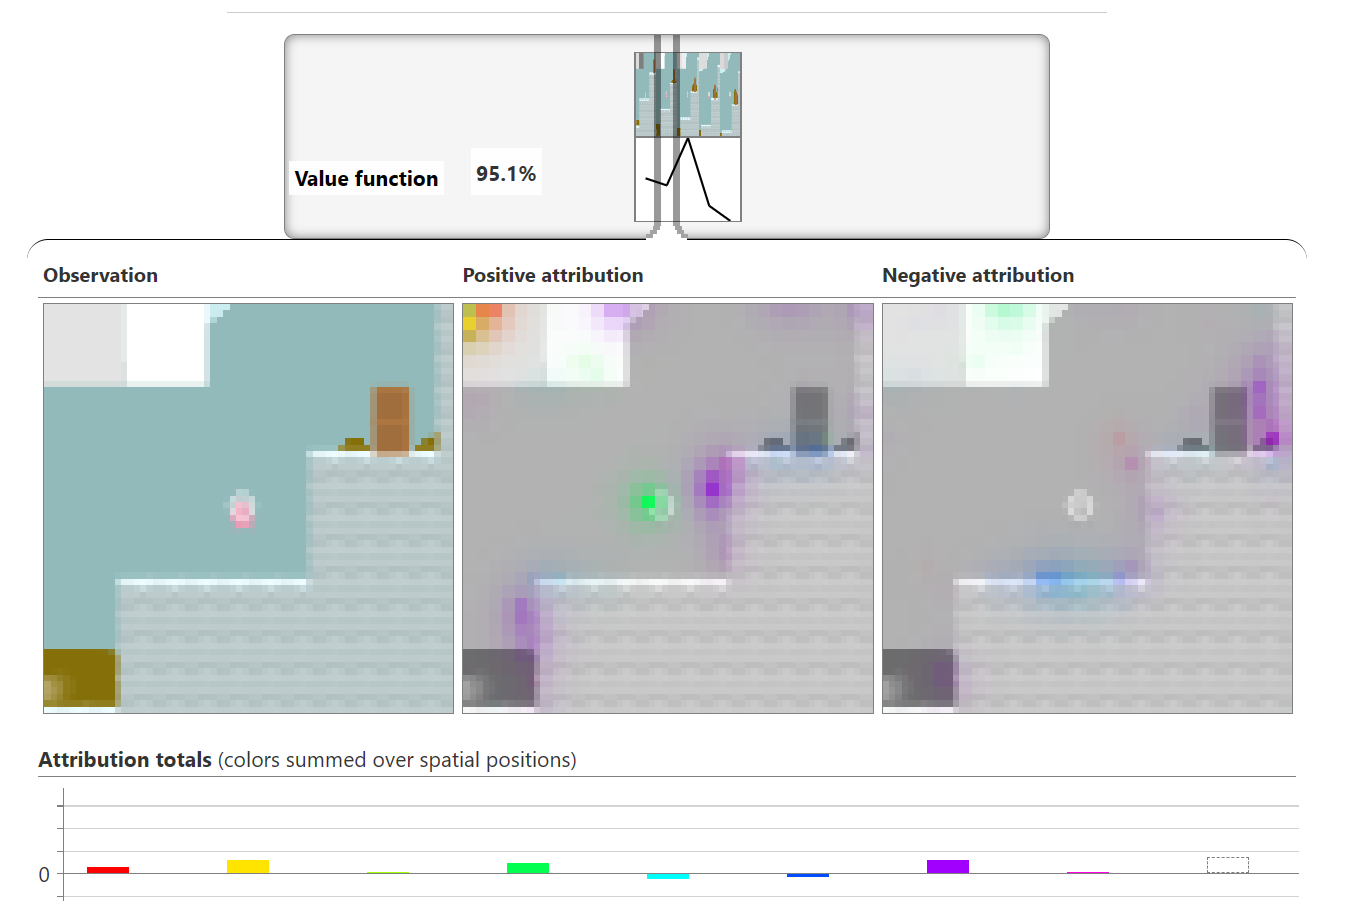 Value function
95.1%
Observation
Positive attribution
Negative attribution
Attribution totals (colors summed over spatial positions)
0